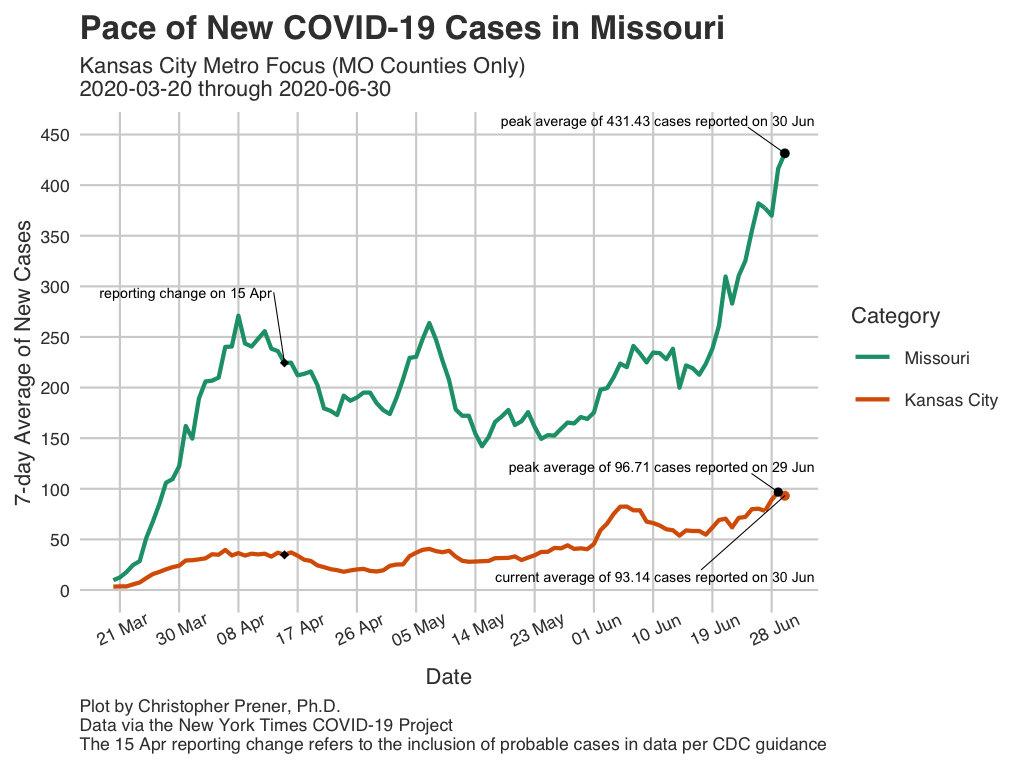 Pace of New COVID-19 Cases in Missouri
Kansas City Metro Focus (MO Counties Only)
2020-03-20 through 2020-06-30
peak average of 431.43 cases reported on 30 Jun
reporting change on 15 Apr
peak average of 96.71 cases reported on 29 Jun
current average of 93.14 cases reported on 30 Jun
7-day Average of New Cases
450
400
350
300
250
200
150
100
50
0
21 Mar
30 Mar
08 Apr
17 Apr
26 Apr
05 May
14 May
23 May
01 Jun
10 Jun
19 Jun
28 Jun
Date
Category
Missouri
Kansas City
Plot by Christopher Prener, Ph.D.
Data via the New York Times COVID-19 Project
The 15 Apr reporting change refers to the inclusion of probable cases in data per CDC guidance